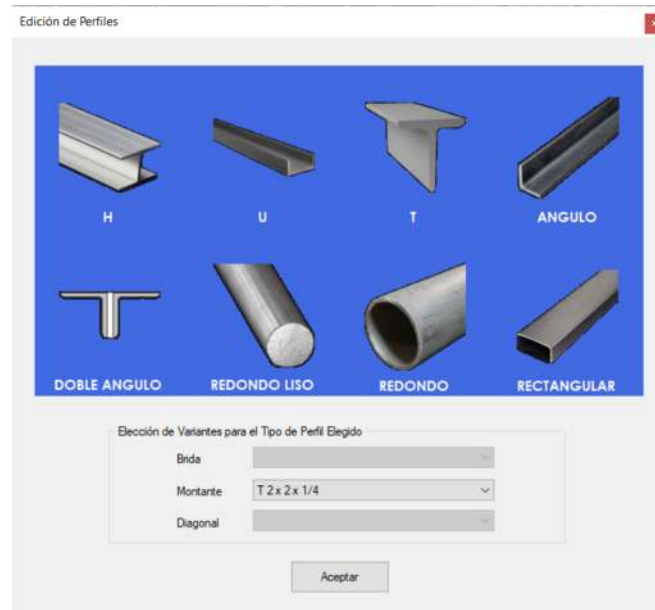 Edición de Perfiles
H
U
T
ANGULO
DOBLE ANGULO
REDONDO LISO
REDONDO
RECTANGULAR
Elección de Variantes para el Tipo de Perfil Elegido
Brida
Montante
T 2 x 2 x 1/4
Diagonal
Aceptar